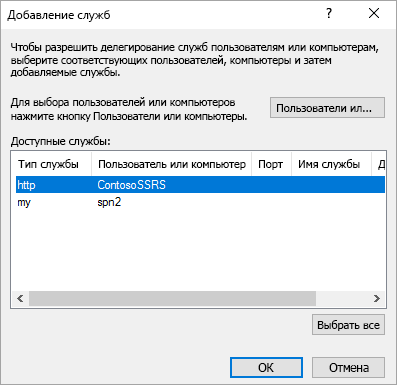 Добавление служб
Чтобы разрешить делегирование служб пользователям или компьютерам,
выберите соответствующих пользователей, компьютеры и затем
добавляемые службы.
Для выбора пользователей или компьютеров
нажмите кнопку Пользователи или компьютеры.
Пользователи ил...
Доступные службы:
Тип службы Пользователь или компьютер Порт Имя службы Д
http ContosoSSRS
my spn2
Выбрать все
OK Отмена